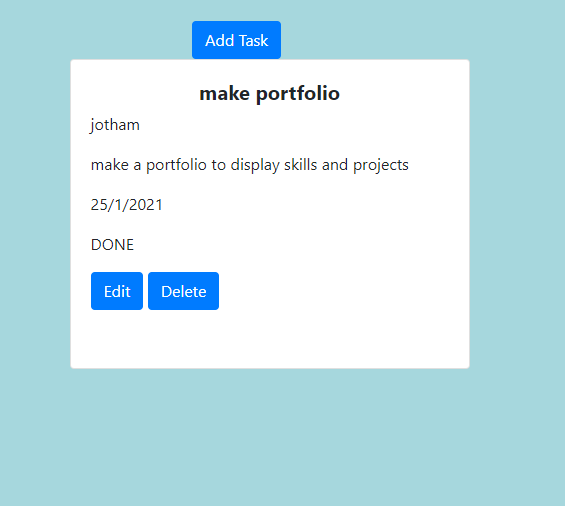 Add Task
make portfolio
jotham
make a portfolio to display skills and projects
25/1/2021
DONE
Edit Delete